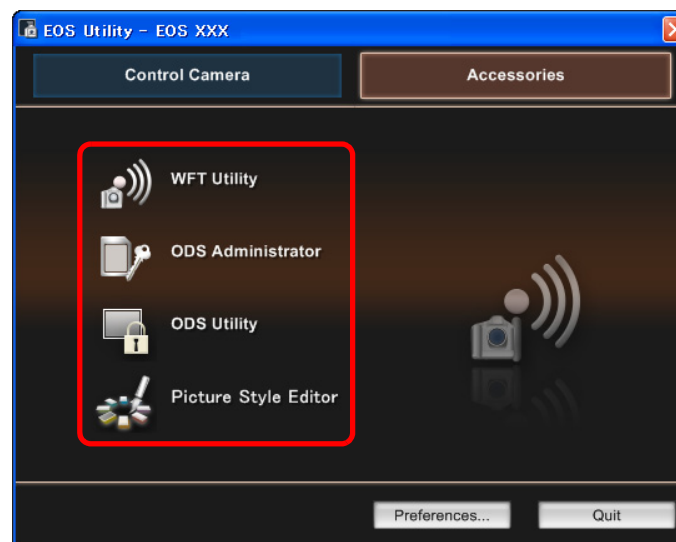 EOS Utility - EOS XXX
Control Camera
Accessories
WFT Utility
ODS Administrator
ODS Utility
Picture Style Editor
Preferences...
Quit